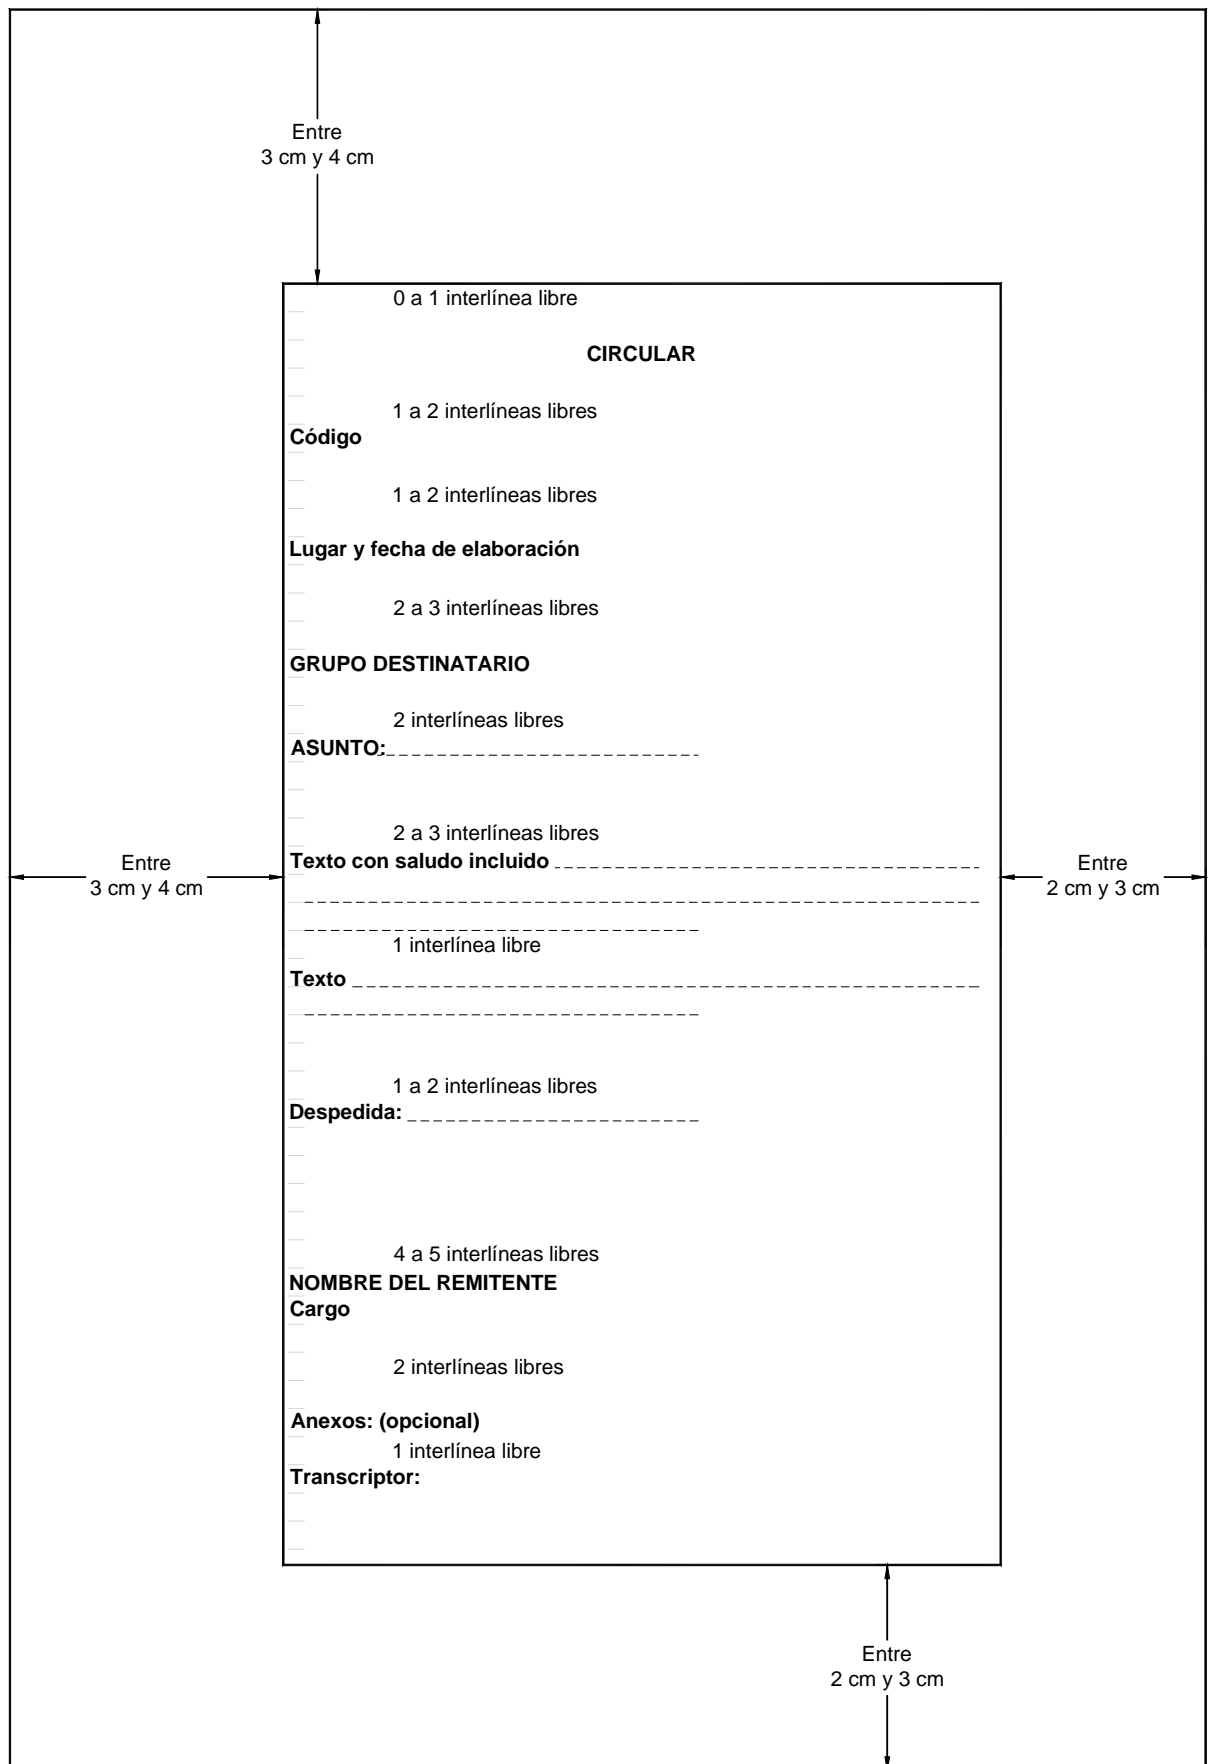 Entre
3 cm y 4 cm
0 a 1 interlínea libre
CIRCULAR
1 a 2 interlíneas libres
Código
1 a 2 interlíneas libres
Lugar y fecha de elaboración
2 a 3 interlíneas libres
GRUPO DESTINATARIO
2 interlíneas libres
ASUNTO:
2 a 3 interlíneas libres
Texto con saludo incluido
Entre
3 cm y 4 cm
Entre
2 cm y 3 cm
1 interlínea libre
Texto
1 a 2 interlíneas libres
Despedida:
4 a 5 interlíneas libres
NOMBRE DEL REMITENTE
Cargo
2 interlíneas libres
Anexos: (opcional)
1 interlínea libre
Transcriptor:
Entre
2 cm y 3 cm